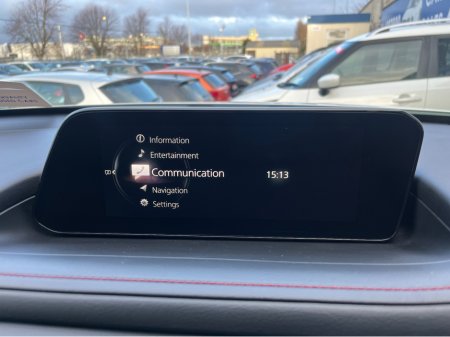 Information
Entertainment
Communication
15:13
Navigation
Settings